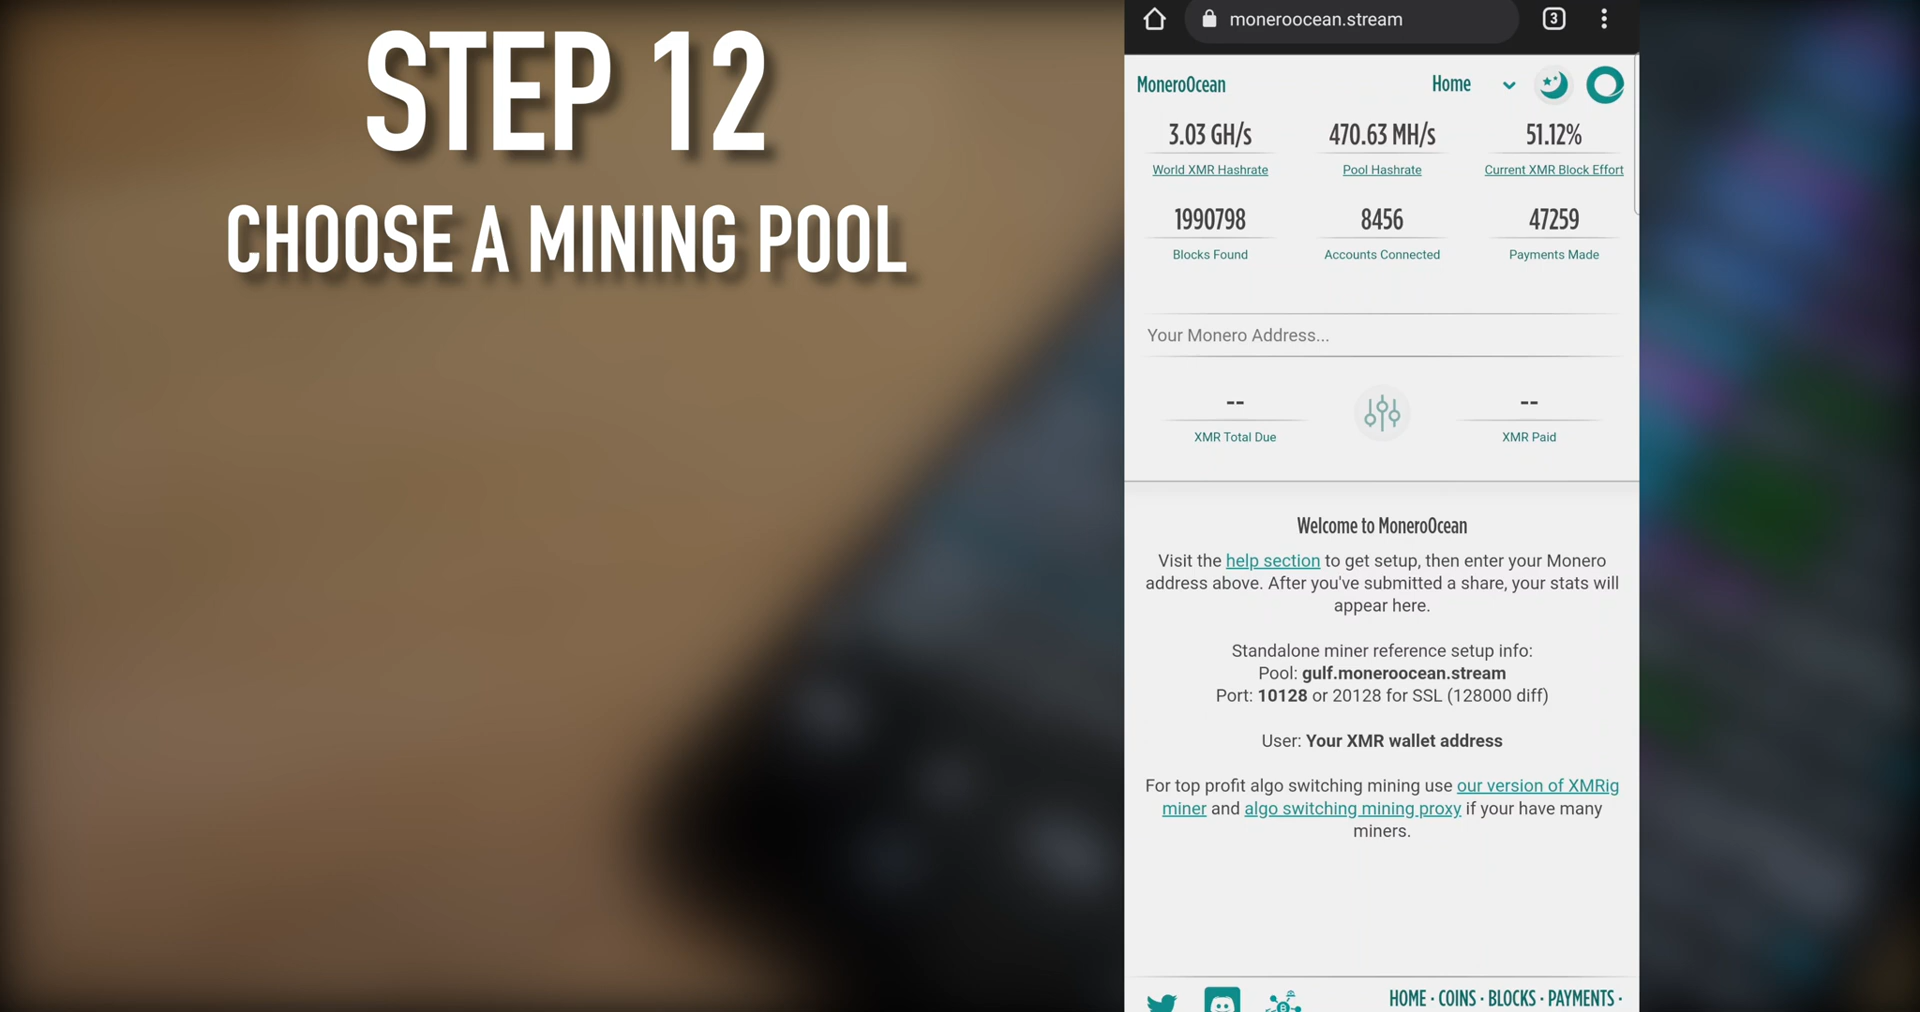 STEP 12
CHOOSE A MINING POOL
moneroocean.stream
3
MoneroOcean
Home
3.03 GH/s
470.63 MH/s
51.12%
World XMR Hashrate
Pool Hashrate
Current XMR Block Effort
1990798
8456
47259
Blocks Found
Accounts Connected
Payments Made
Your Monero Address...
--
--
XMR Total Due
XMR Paid
Welcome to MoneroOcean
Visit the help section to get setup, then enter your Monero
address above. After you've submitted a share, your stats will
appear here.
Standalone miner reference setup info:
Pool: gulf.moneroocean.stream
Port: 10128 or 20128 for SSL (128000 diff)
User: Your XMR wallet address
For top profit algo switching mining use our version of XMRig
miner and algo switching mining proxy if your have many
miners.
HOME · COINS · BLOCKS · PAYMENTS ·